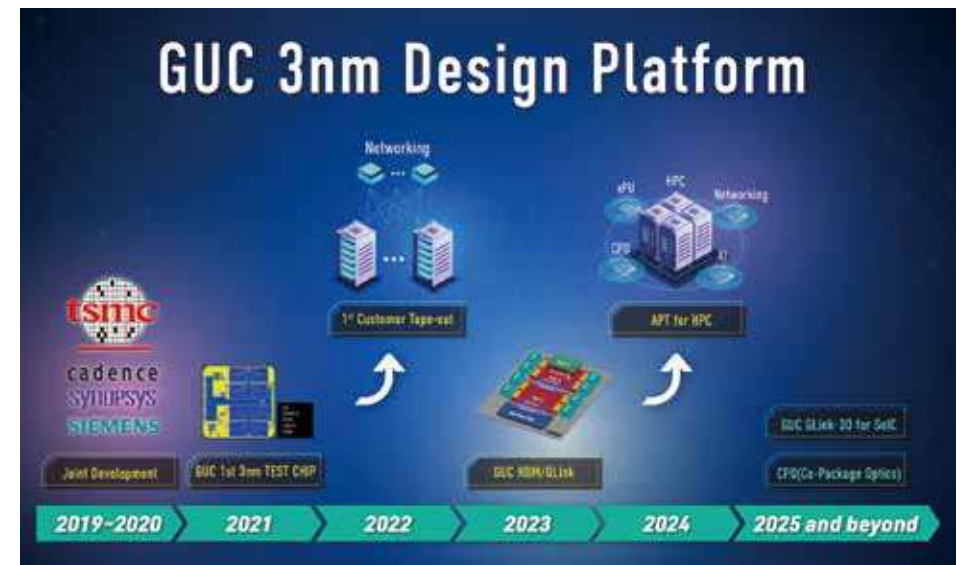 GUC 3nm Design Platform
Networking
xPU
HPC
Networking
CPU
AI
tsmc
1st Customer Tape-out
APT for HPC
cadence
SYNOPSYS
SIEMENS
GUC GLink-3D for SoIC
Joint Development
GUC 1st 3nm TEST CHIP
GUC HBM/GLink
CPO(Co-Package Optics)
2019-2020
2021
2022
2023
2024
2025 and beyond